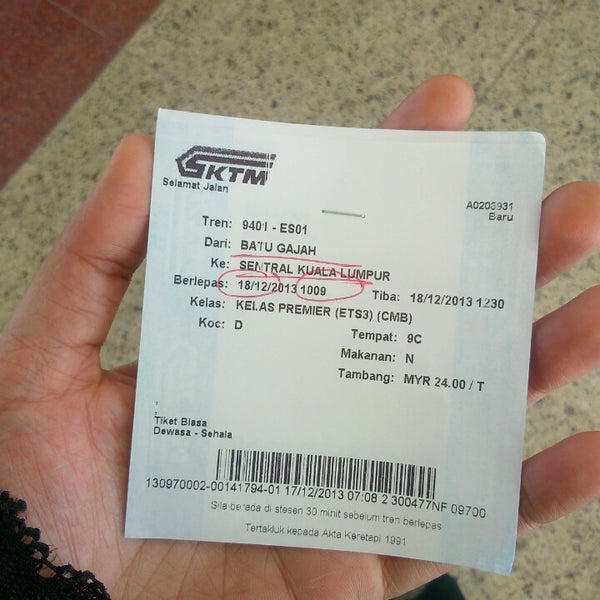 KTM
Selamat Jalan
A0206931
Baru
Tren: 9401 - ES01
Dari: BATU GAJAH
Ke: SENTRAL KUALA LUMPUR
Berlepas: 18/12/2013 1009 Tiba: 18/12/2013 1230
Kelas: KELAS PREMIER (ETS3) (CMB)
Koc: D Tempat: 9C
Makanan: N
Tambang: MYR 24.00 / T
Tiket Biasa
Dewasa - Sehala
130970002-00141794-01 17/12/2013 07:08 2 300477NF 09700
Sila berada di stesen 30 minit sebelum tren berlepas
Tertakluk kepada Akta Keretapi 1991